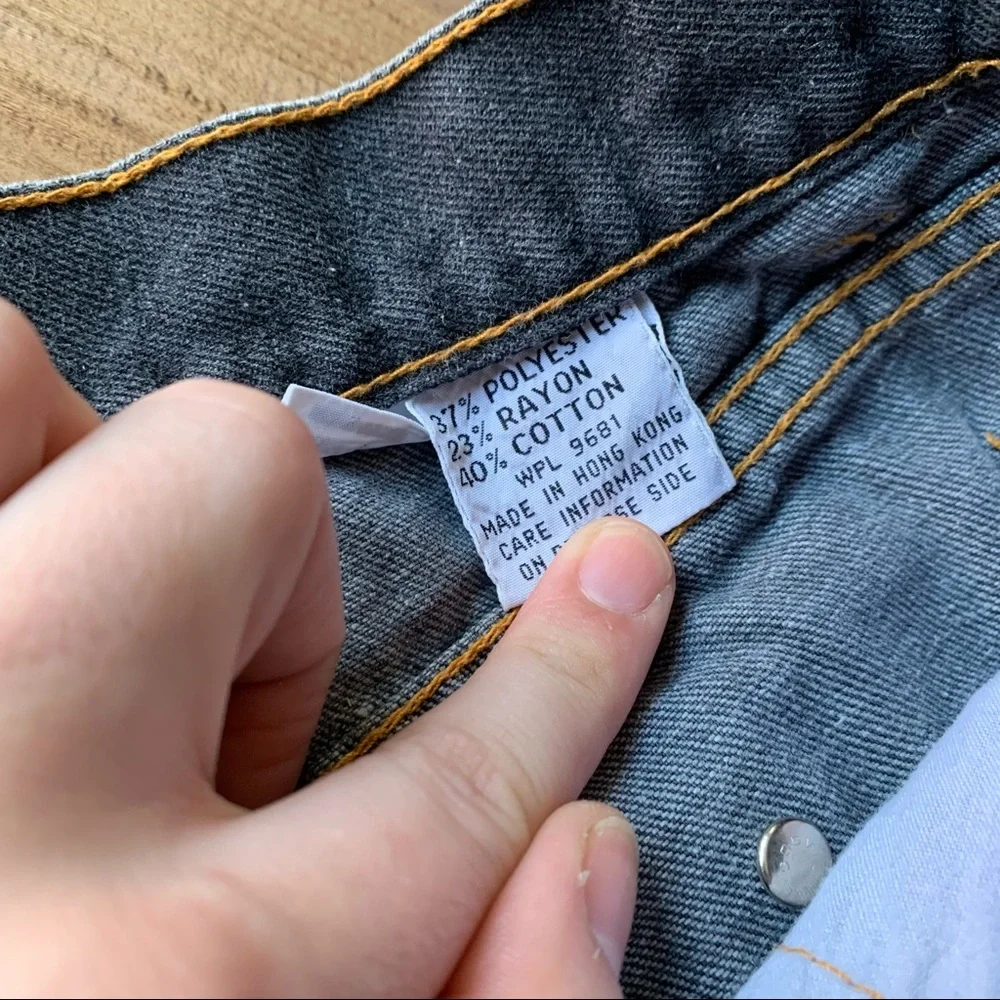 37% POLYESTER
23% RAYON
40% COTTON
WPL 9681
MADE IN HONG KONG
CARE INFORMATION
ON SIDE